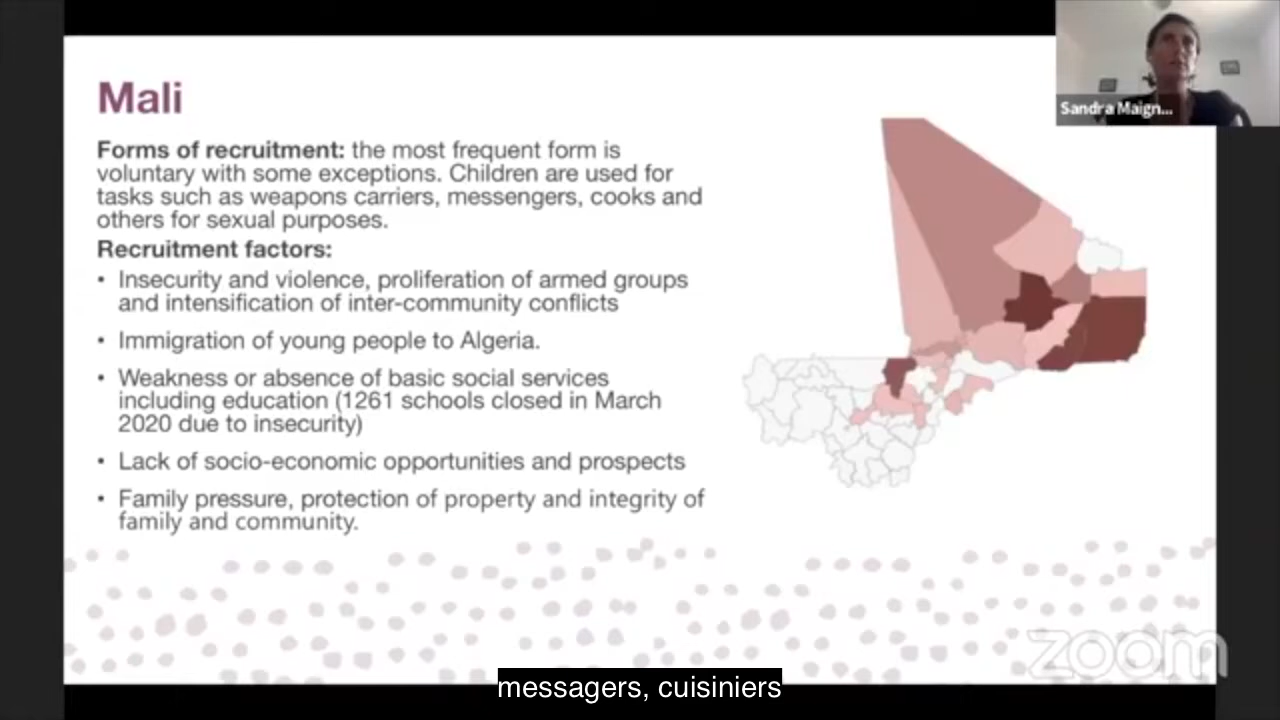 Mali
Sandra Maign...
Forms of recruitment: the most frequent form is
voluntary with some exceptions. Children are used for
tasks such as weapons carriers, messengers, cooks and
others for sexual purposes.
Recruitment factors:
• Insecurity and violence, proliferation of armed groups
and intensification of inter-community conflicts
• Immigration of young people to Algeria.
• Weakness or absence of basic social services
including education (1261 schools closed in March
2020 due to insecurity)
• Lack of socio-economic opportunities and prospects
• Family pressure, protection of property and integrity of
family and community.
zoom
messagers, cuisiniers